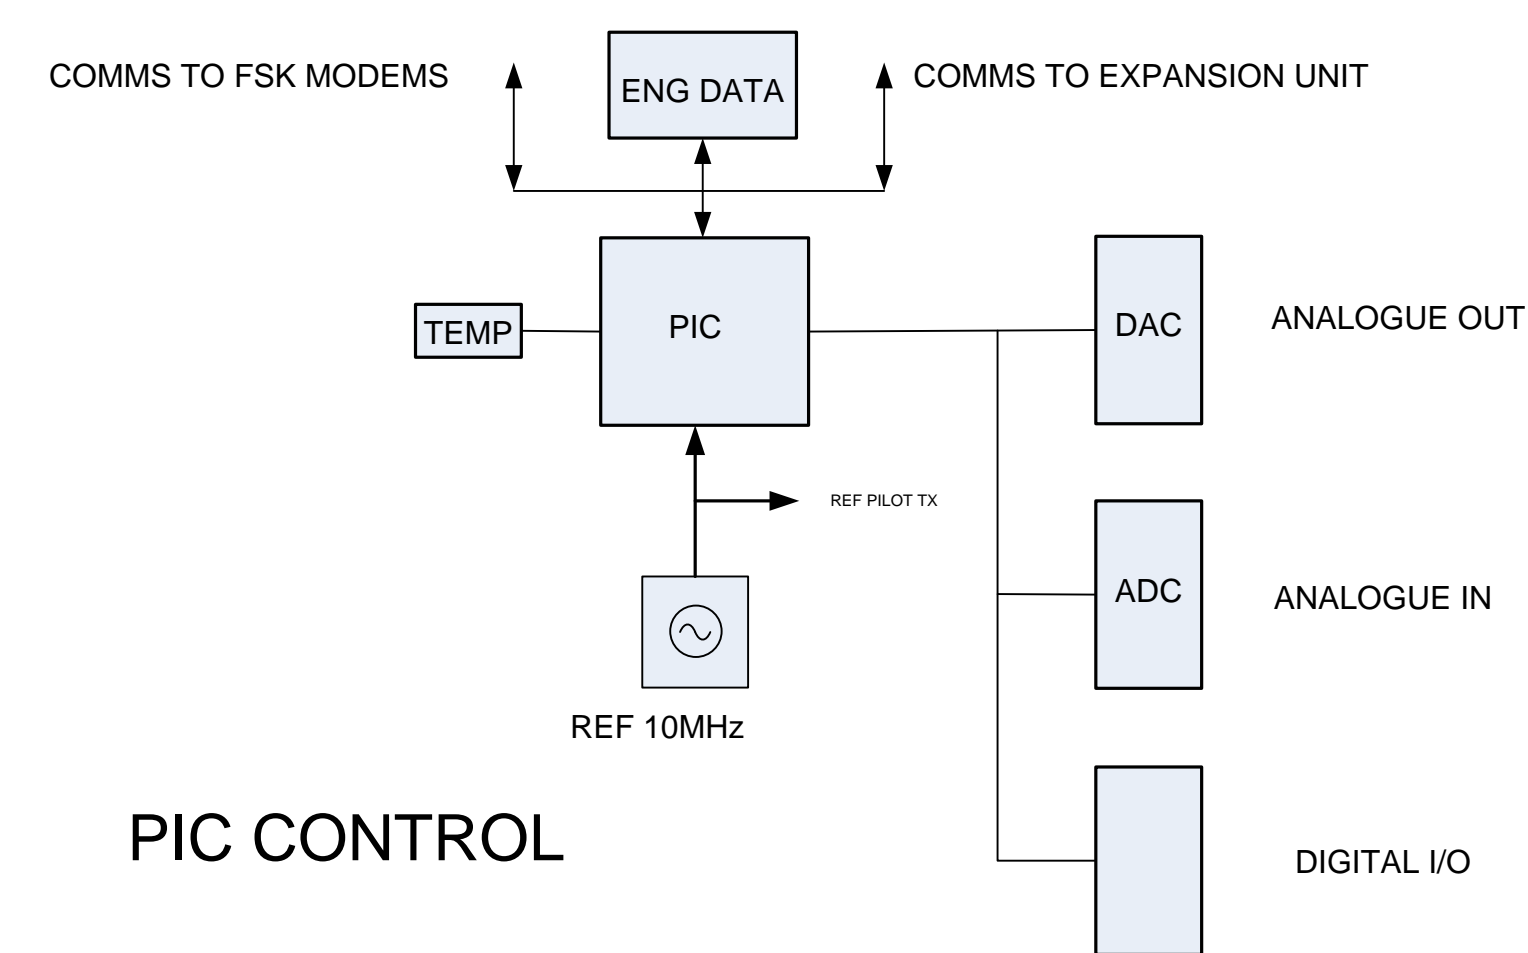 COMMS TO FSK MODEMS
ENG DATA
COMMS TO EXPANSION UNIT
TEMP
PIC
DAC
ANALOGUE OUT
REF PILOT TX
ADC
ANALOGUE IN
REF 10MHz
PIC CONTROL
DIGITAL I/O